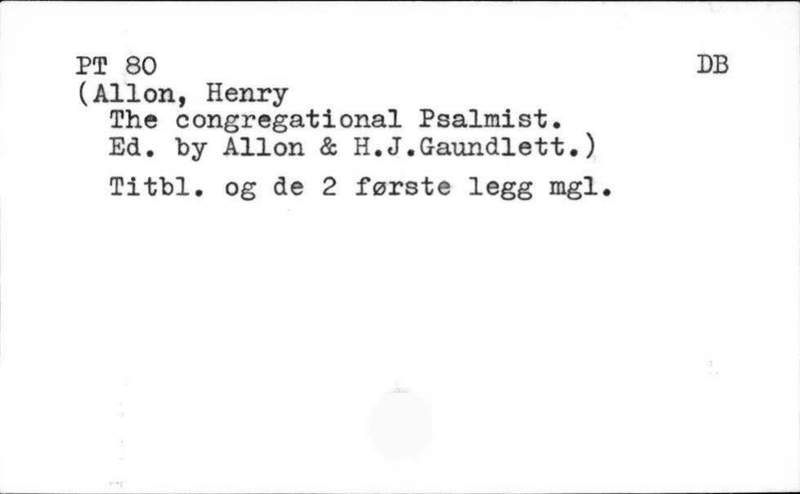 PT 80 DB
(Allon, Henry
The congregational Psalmist.
Ed. by Allon & H.J.Gaundlett.)
Titbl. og de 2 første legg mgl.